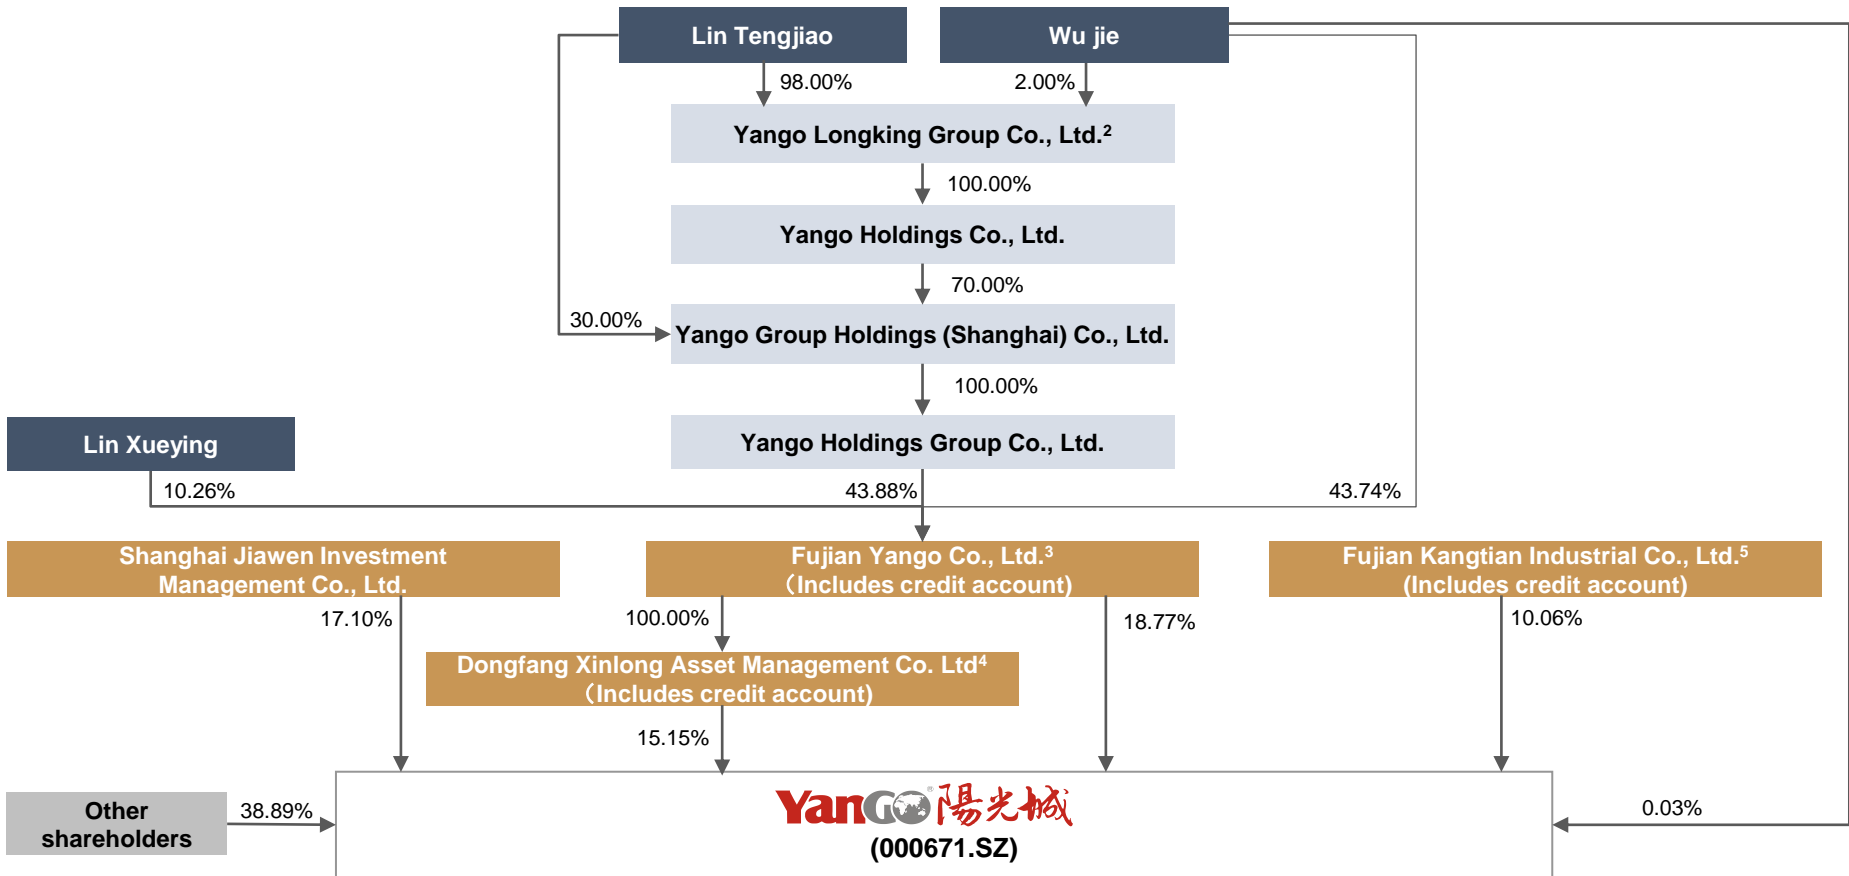 Lin Tengjiao
Wu jie
98.00%
2.00%
Yango Longking Group Co., Ltd.²
100.00%
Yango Holdings Co., Ltd.
70.00%
30.00%
Yango Group Holdings (Shanghai) Co., Ltd.
100.00%
Lin Xueying
Yango Holdings Group Co., Ltd.
10.26%
43.88%
43.74%
Shanghai Jiawen Investment
Management Co., Ltd.
Fujian Yango Co., Ltd.³
（Includes credit account)
Fujian Kangtian Industrial Co., Ltd.⁵
(Includes credit account)
17.10%
100.00%
18.77%
10.06%
Dongfang Xinlong Asset Management Co. Ltd⁴
（Includes credit account)
15.15%
Other
shareholders
38.89%
YanGO® 陽光城
(000671.SZ)
0.03%